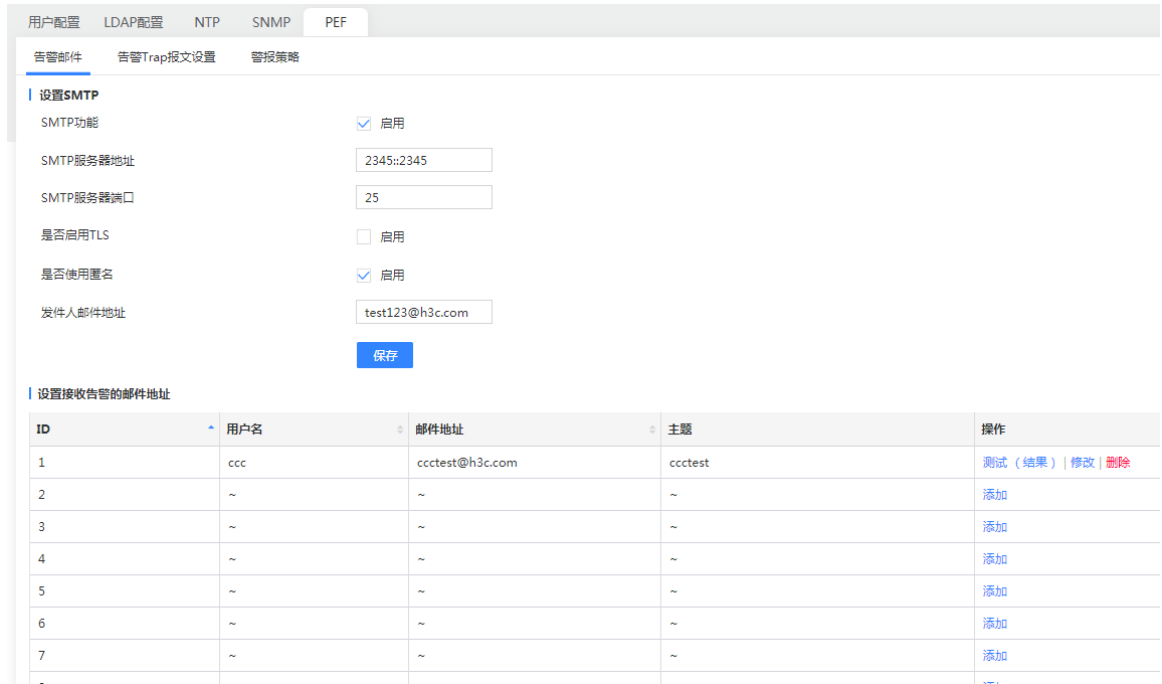 用户配置 LDAP配置 NTP SNMP PEF
告警邮件 告警Trap报文设置 警报策略
设置SMTP
SMTP功能 启用
SMTP服务器地址 2345::2345
SMTP服务器端口 25
是否启用TLS 启用
是否使用匿名 启用
发件人邮件地址 test123@h3c.com
保存
设置接收告警的邮件地址
ID 用户名 邮件地址 主题 操作
1 ccc ccctest@h3c.com ccctest 测试 ( 结果 ) | 修改 | 删除
2 ~ ~ ~ 添加
3 ~ ~ ~ 添加
4 ~ ~ ~ 添加
5 ~ ~ ~ 添加
6 ~ ~ ~ 添加
7 ~ ~ ~ 添加